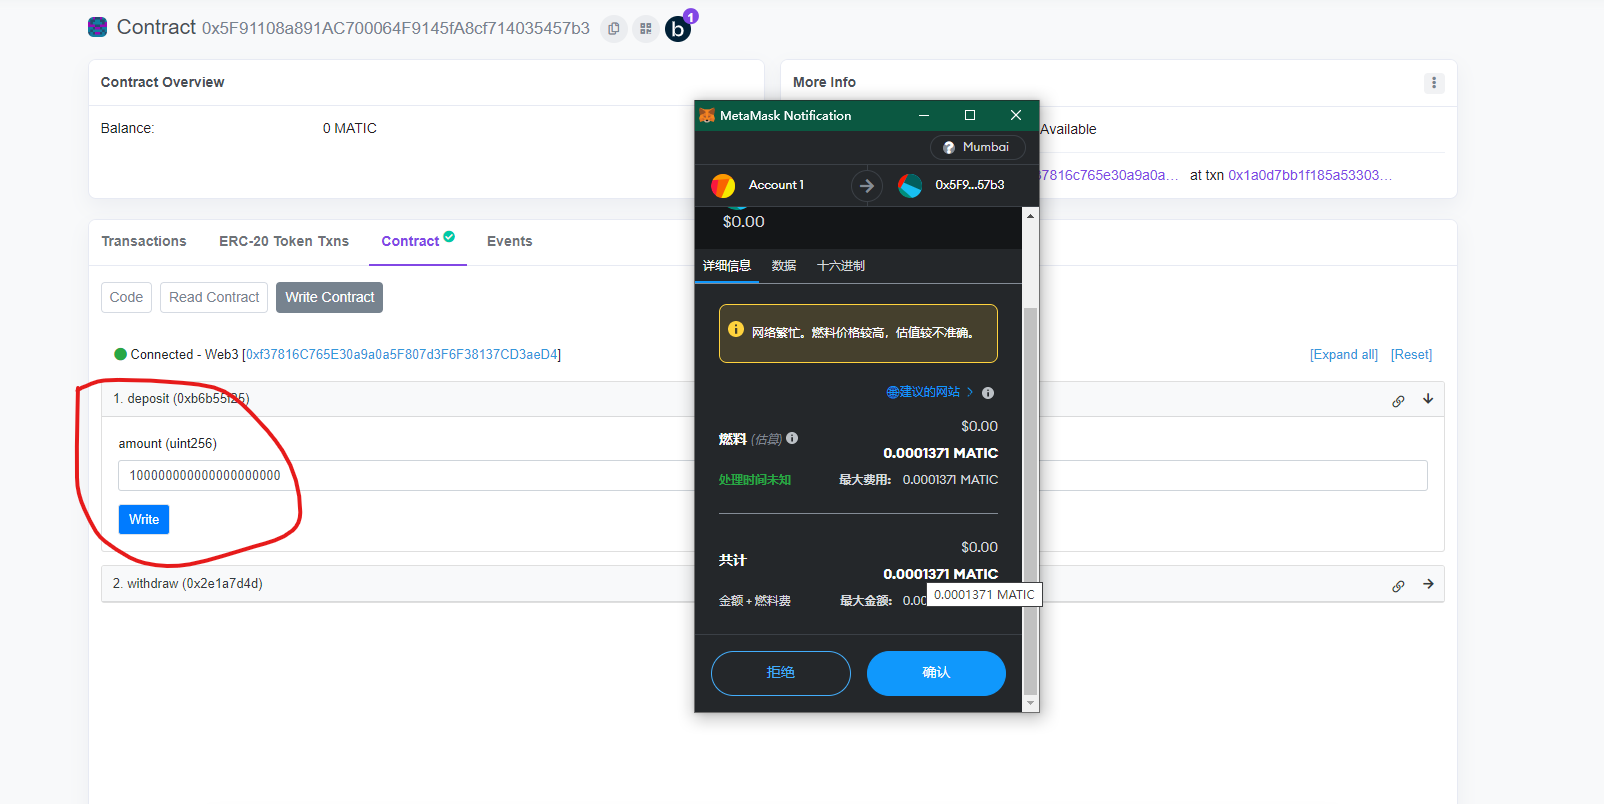 Contract 0x5F91108a891AC700064F9145fA8cf714035457b3
b 1
Contract Overview
Balance: 0 MATIC
More Info
Available
37816c765e30a9a0a... at txn 0x1a0d7bb1f185a53303...
Transactions ERC-20 Token Txns Contract Events
Code Read Contract Write Contract
Connected - Web3 [0xf37816C765E30a9a0a5F807d3F6F38137CD3aeD4]
[Expand all] [Reset]
1. deposit (0xb6b55f25)
amount (uint256)
100000000000000000000
Write
2. withdraw (0x2e1a7d4d)
MetaMask Notification
Mumbai
Account 1 0x5F9...57b3
$0.00
详细信息 数据 十六进制
网络繁忙。燃料价格较高，估值较不准确。
建议的网站
$0.00
燃料 (估算)
0.0001371 MATIC
处理时间未知 最大费用: 0.0001371 MATIC
$0.00
共计
0.0001371 MATIC
金额 + 燃料费 最大金额: 0.00
0.0001371 MATIC
拒绝 确认